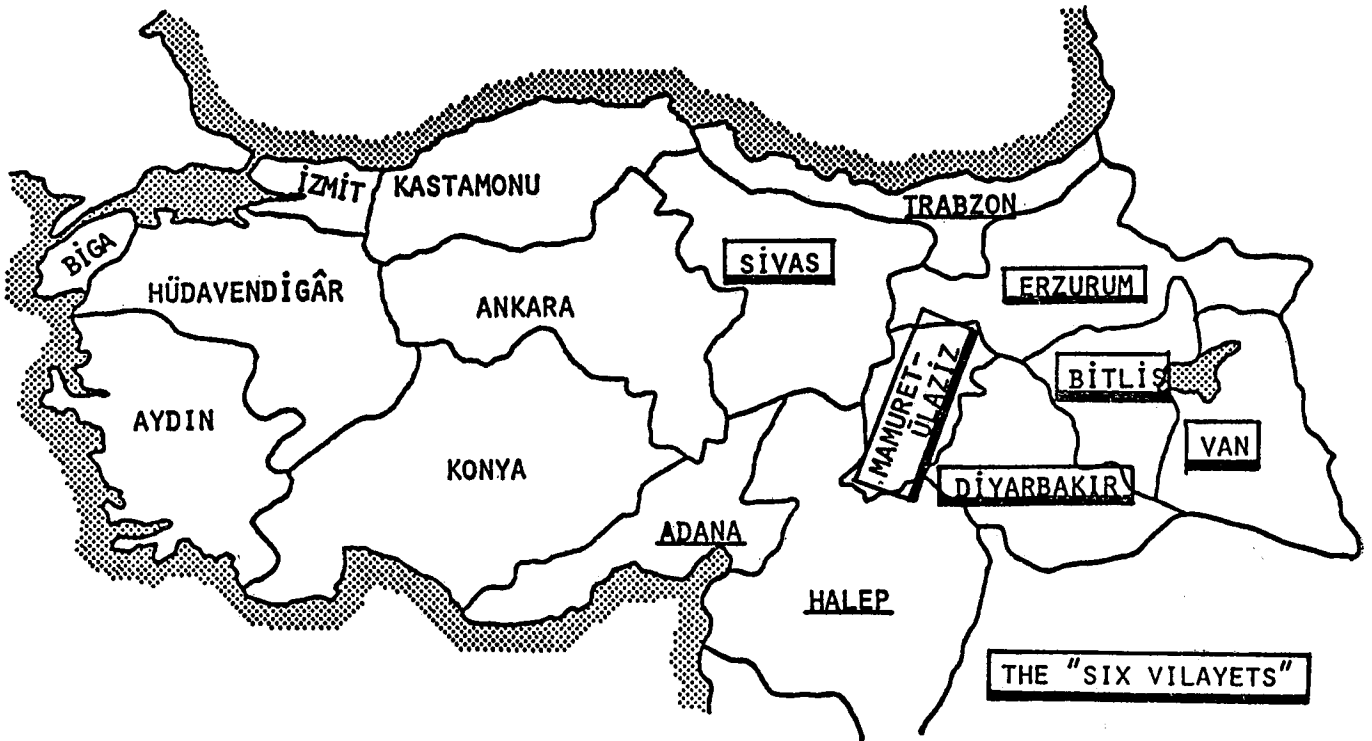 İZMİT
KASTAMONU
TRABZON
BİGA
SİVAS
HÜDAVENDİGÂR
ERZURUM
ANKARA
MAMURET-
ÜLAZİZ
BİTLİS
AYDIN
VAN
KONYA
DİYARBAKIR
ADANA
HALEP
THE "SIX VILAYETS"